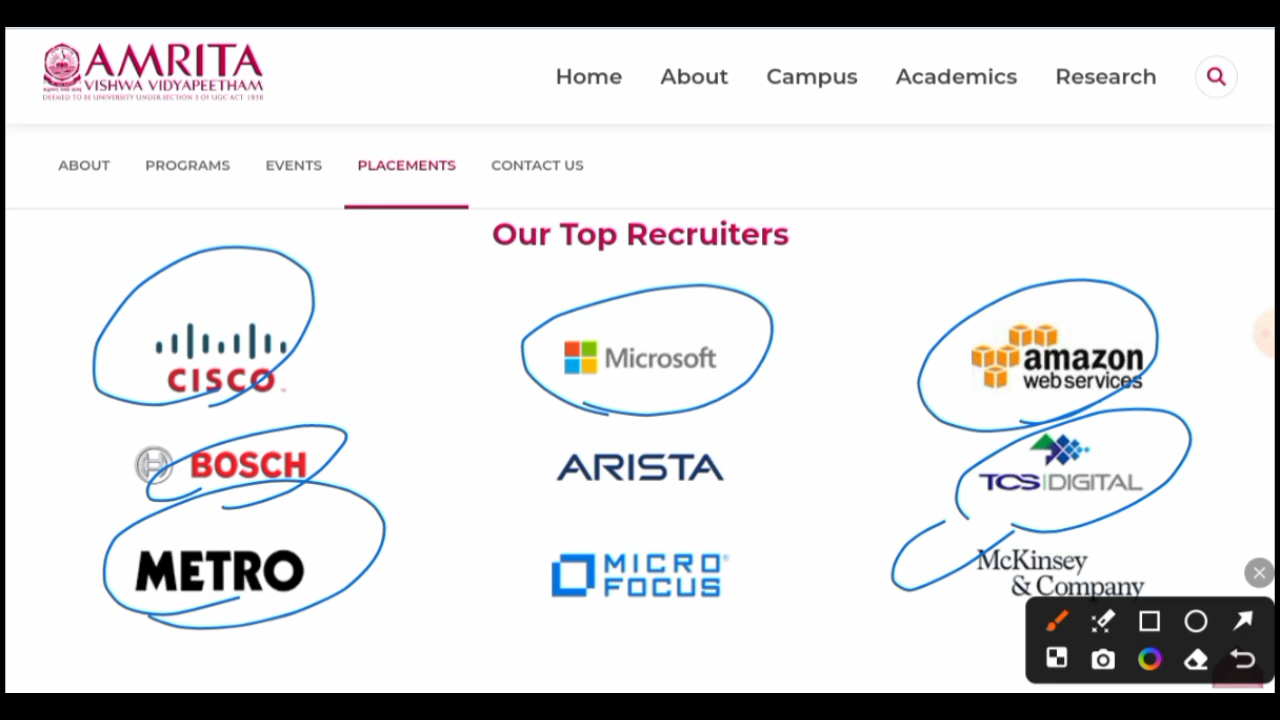 AMRITA
VISHWA VIDYAPEETHAM
DEEMED TO BE UNIVERSITY UNDER SECTION 3 OF UGC ACT 1956
Home About Campus Academics Research
ABOUT PROGRAMS EVENTS PLACEMENTS CONTACT US
Our Top Recruiters
CISCO
Microsoft
amazon
webservices
BOSCH
ARISTA
TCS|DIGITAL
METRO
MICRO
FOCUS
McKinsey
& Company